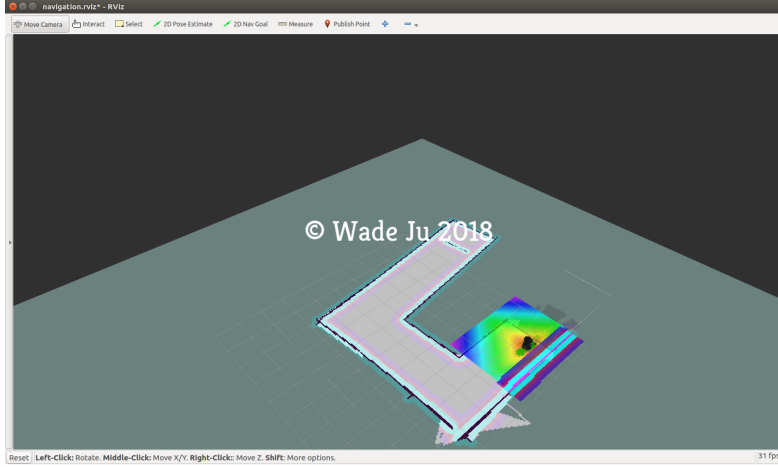 navigation.rviz* - RViz
Move Camera Interact Select 2D Pose Estimate 2D Nav Goal Measure Publish Point
© Wade Ju 2018
Reset Left-Click: Rotate. Middle-Click: Move X/Y. Right-Click:: Move Z. Shift: More options. 31 fps